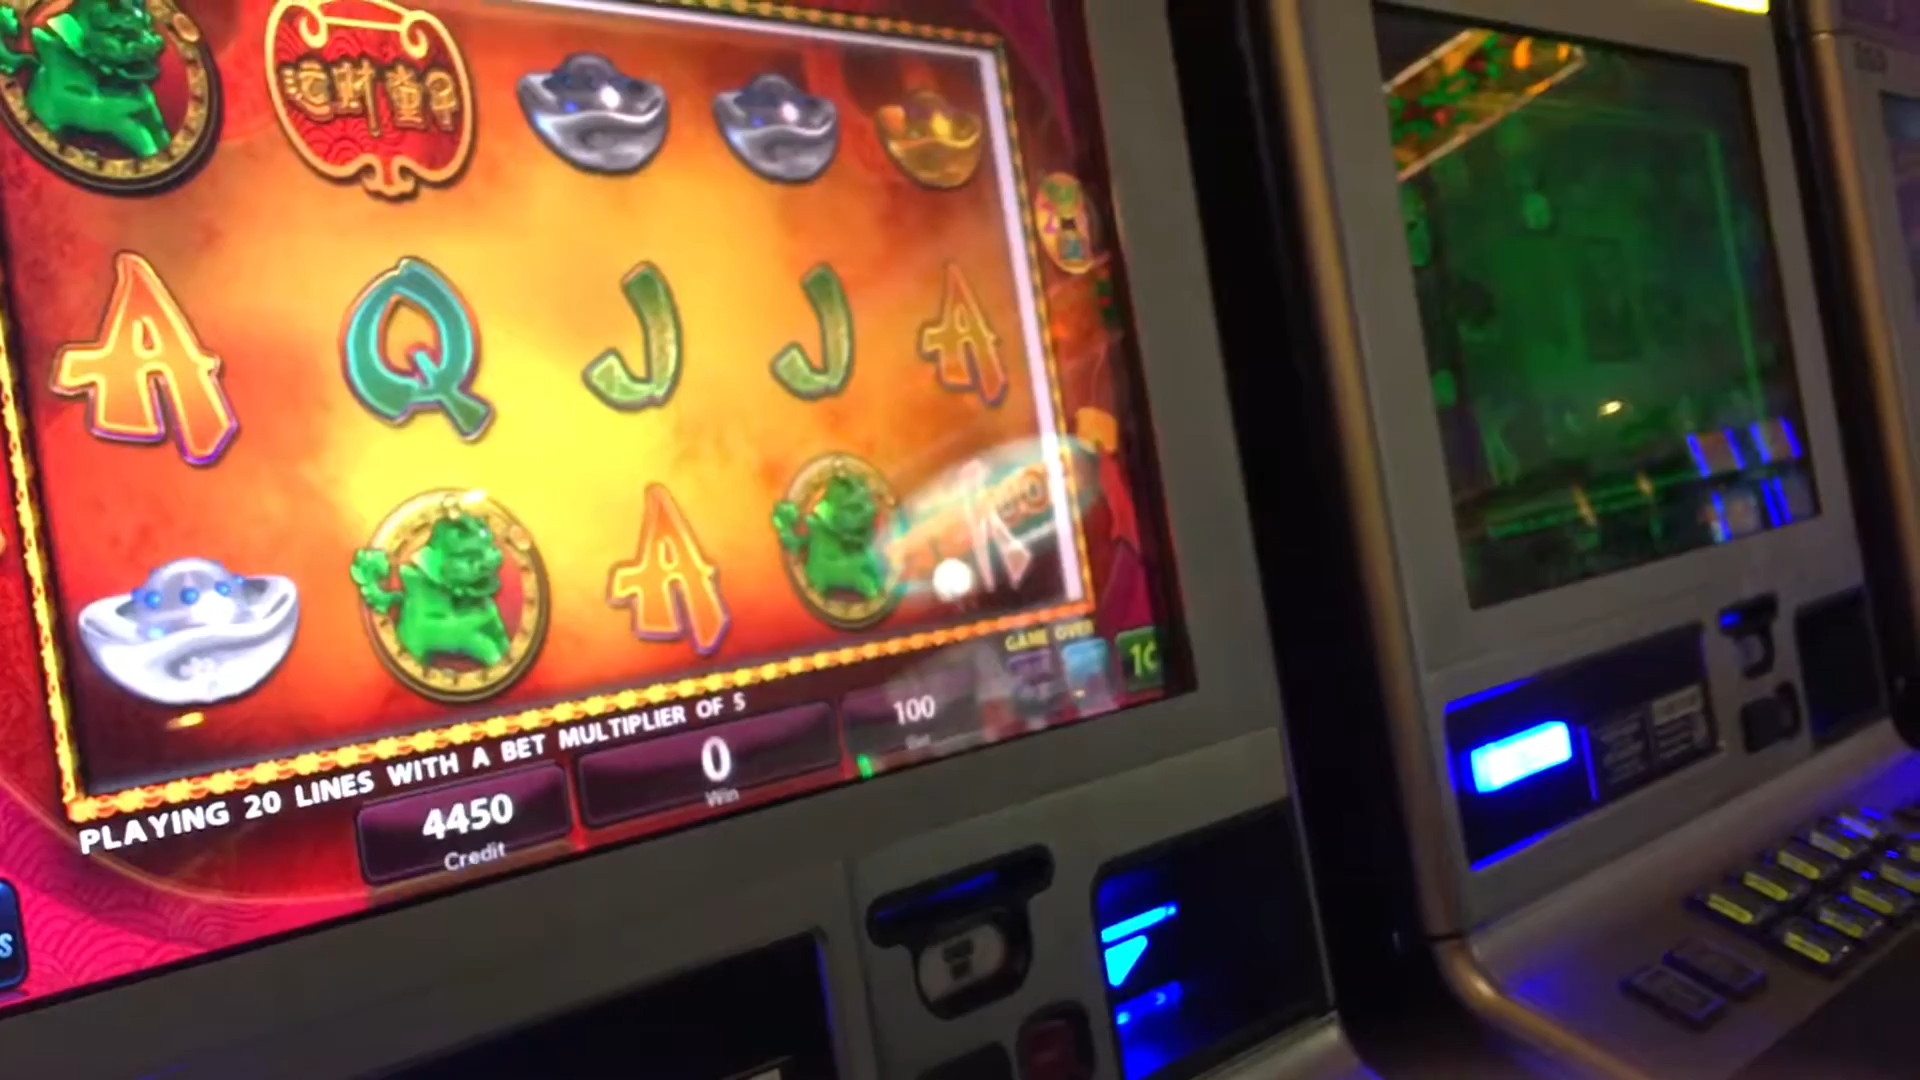 运财童子
A Q J J A
A K
GAME OVER
1¢
PLAYING 20 LINES WITH A BET MULTIPLIER OF 5
4450
Credit
0
Win
100
Bet